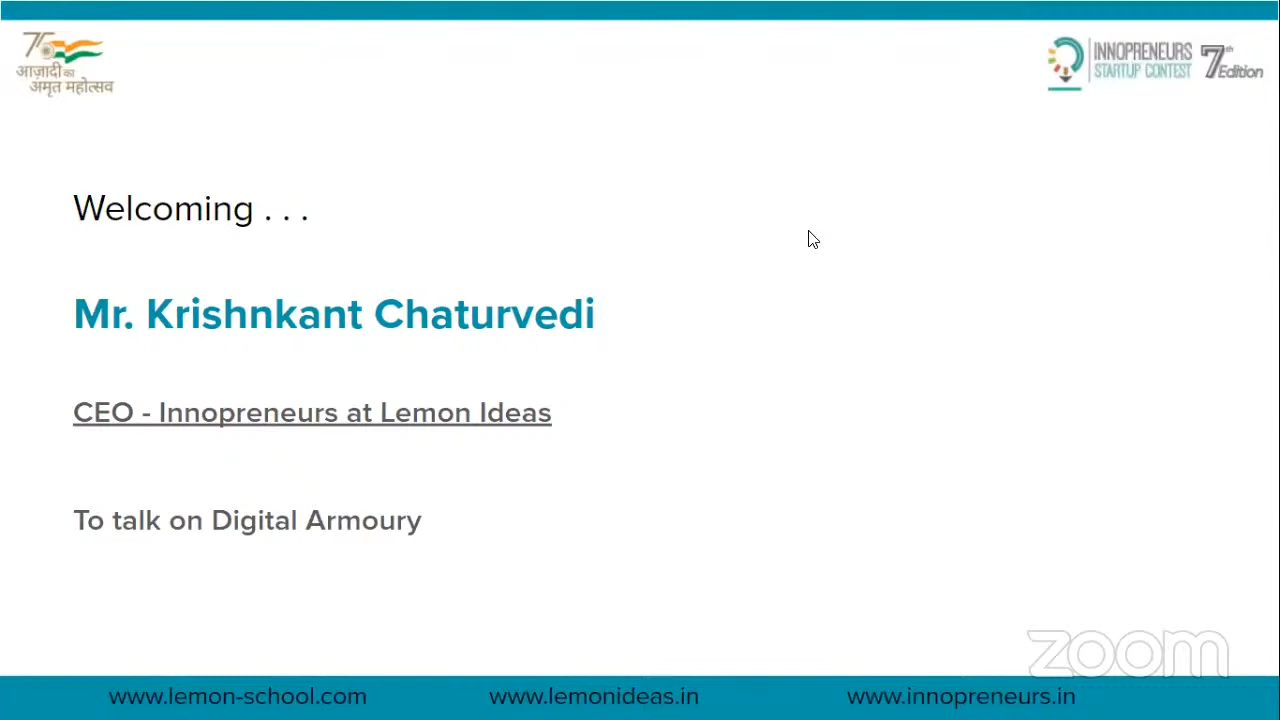 75
आज़ादी का
अमृत महोत्सव
INNOPRENEURS
STARTUP CONTEST
7th Edition
Welcoming . . .
Mr. Krishnkant Chaturvedi
CEO - Innopreneurs at Lemon Ideas
To talk on Digital Armoury
zoom
www.lemon-school.com
www.lemonideas.in
www.innopreneurs.in